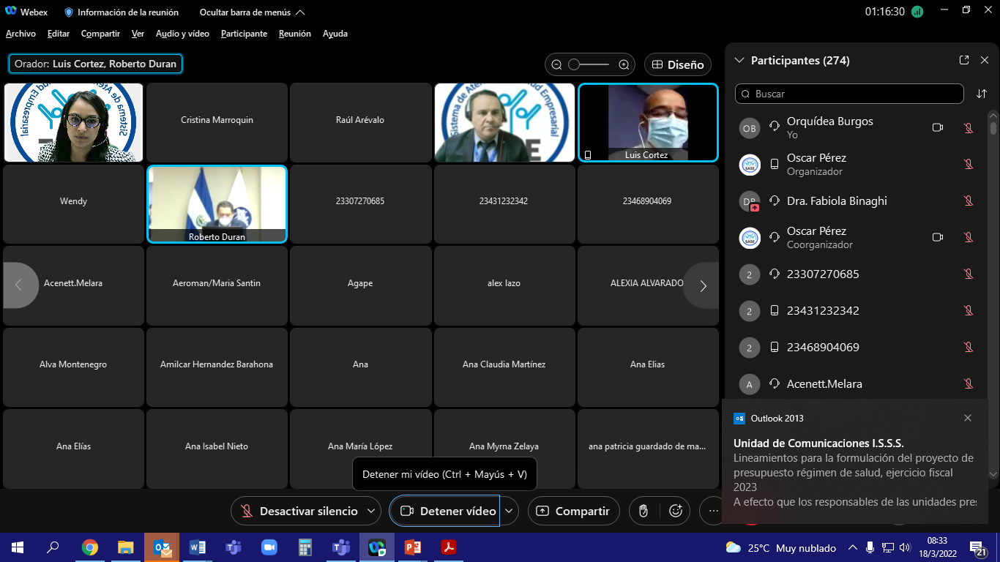 Webex
Información de la reunión
Ocultar barra de menús
01:16:30
Archivo Editar Compartir Ver Audio y vídeo Participante Reunión Ayuda
Orador: Luis Cortez, Roberto Duran
Diseño
Cristina Marroquin
Raúl Arévalo
Luis Cortez
Wendy
Roberto Duran
23307270685
23431232342
23468904069
Acenett.Melara
Aeroman/Maria Santin
Agape
alex lazo
ALEXIA ALVARADO
Alva Montenegro
Amilcar Hernandez Barahona
Ana
Ana Claudia Martínez
Ana Elias
Ana Elías
Ana Isabel Nieto
Ana María López
Ana Myrna Zelaya
ana patricia guardado de ma...
Detener mi vídeo (Ctrl + Mayús + V)
Desactivar silencio
Detener vídeo
Compartir
Participantes (274)
Buscar
OB
Orquídea Burgos
Yo
SASE
Oscar Pérez
Organizador
Dra. Fabiola Binaghi
SASE
Oscar Pérez
Coorganizador
2
23307270685
2
23431232342
2
23468904069
A
Acenett.Melara
Outlook 2013
Unidad de Comunicaciones I.S.S.S.
Lineamientos para la formulación del proyecto de
presupuesto régimen de salud, ejercicio fiscal
2023
A efecto que los responsables de las unidades pres
25°C Muy nublado
08:33
18/3/2022
21